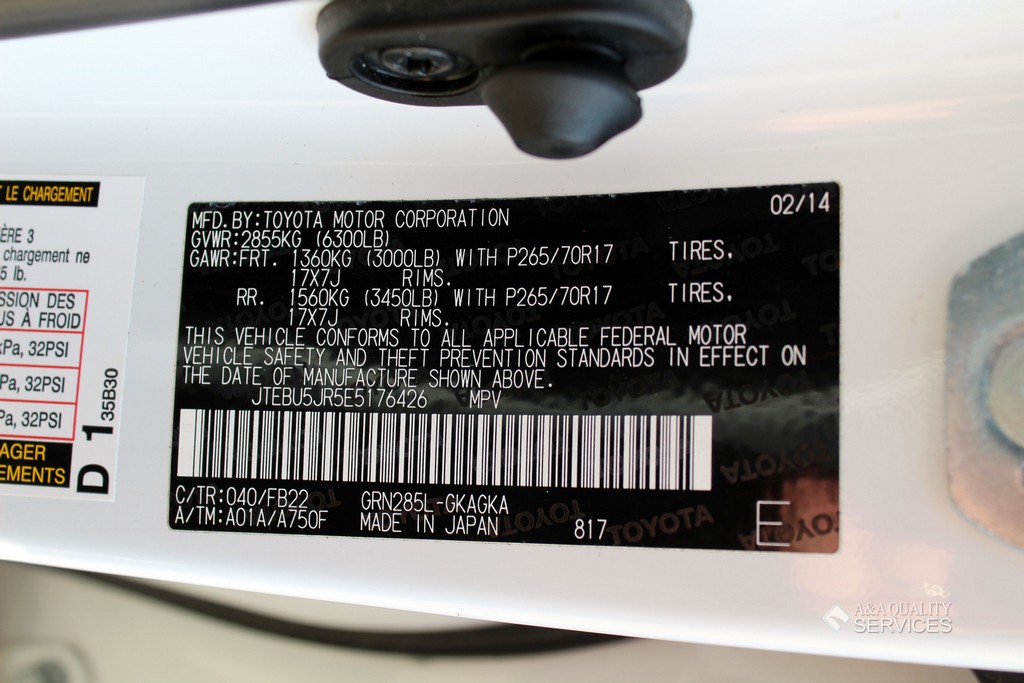 T LE CHARGEMENT
ÈRE 3
chargement ne
5 lb.
SSION DES
US À FROID
kPa, 32PSI
Pa, 32PSI
Pa, 32PSI
AGER
EMENTS
D 1 35B30
02/14
MFD. BY:TOYOTA MOTOR CORPORATION
GVWR:2855KG (6300LB)
GAWR:FRT. 1360KG (3000LB) WITH P265/70R17 TIRES,
17X7J RIMS.
RR. 1560KG (3450LB) WITH P265/70R17 TIRES,
17X7J RIMS.
THIS VEHICLE CONFORMS TO ALL APPLICABLE FEDERAL MOTOR
VEHICLE SAFETY AND THEFT PREVENTION STANDARDS IN EFFECT ON
THE DATE OF MANUFACTURE SHOWN ABOVE.
JTEBU5JR5E5176426 MPV
C/TR:040/FB22 GRN285L-GKAGKA
A/TM:A01A/A750F MADE IN JAPAN 817 E
TOYOTA
TOYOTA
TOYOTA
TOYOTA
A&A QUALITY
SERVICES